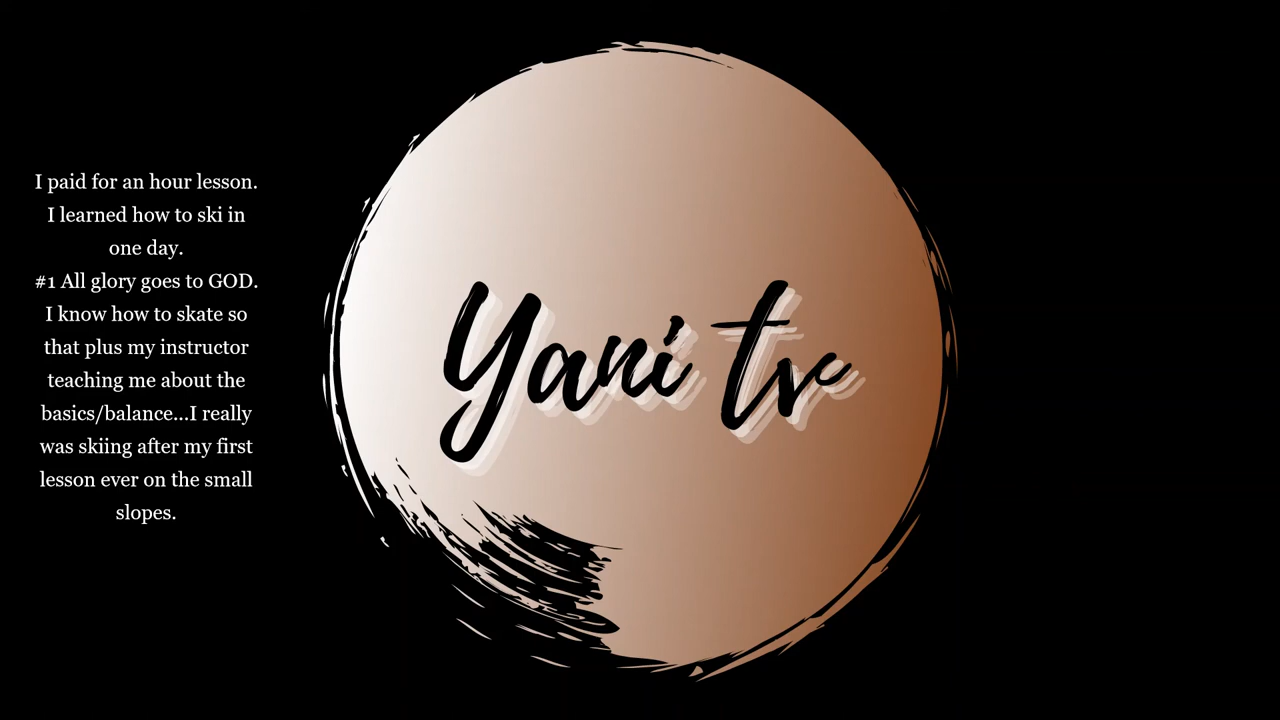 I paid for an hour lesson.
I learned how to ski in
one day.
#1 All glory goes to GOD.
I know how to skate so
that plus my instructor
teaching me about the
basics/balance...I really
was skiing after my first
lesson ever on the small
slopes.
Yani tve